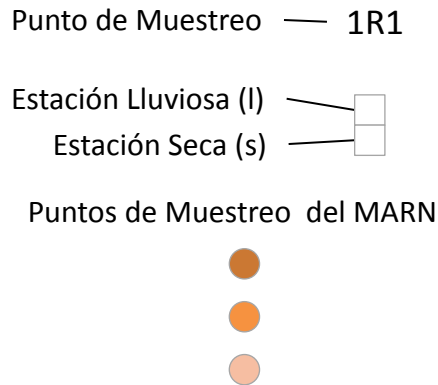 Punto de Muestreo 1R1
Estación Lluviosa (l)
Estación Seca (s)
Puntos de Muestreo del MARN